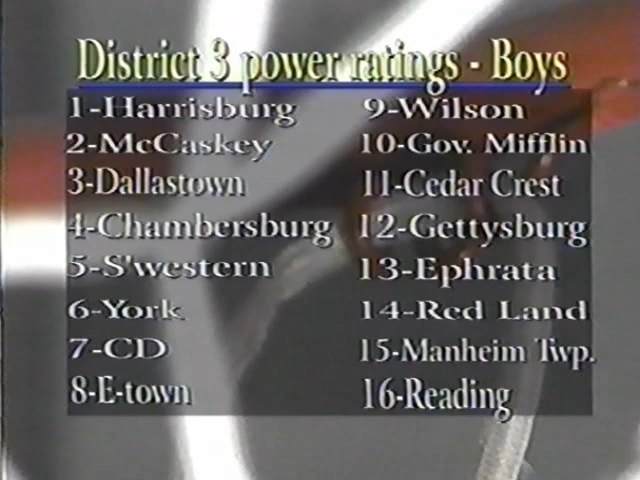 District 3 power ratings - Boys
1-Harrisburg
2-McCaskey
3-Dallastown
4-Chambersburg
5-S'western
6-York
7-CD
8-E-town
9-Wilson
10-Gov. Mifflin
11-Cedar Crest
12-Gettysburg
13-Ephrata
14-Red Land
15-Manheim Twp.
16-Reading